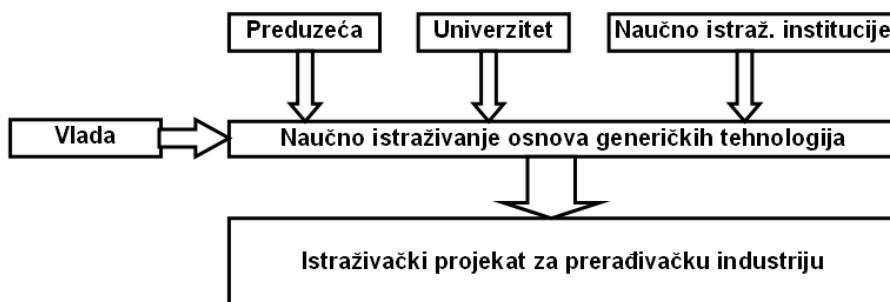 Preduzeća
Univerzitet
Naučno istraž. institucije
Vlada
Naučno istraživanje osnova generičkih tehnologija
Istraživački projekat za prerađivačku industriju